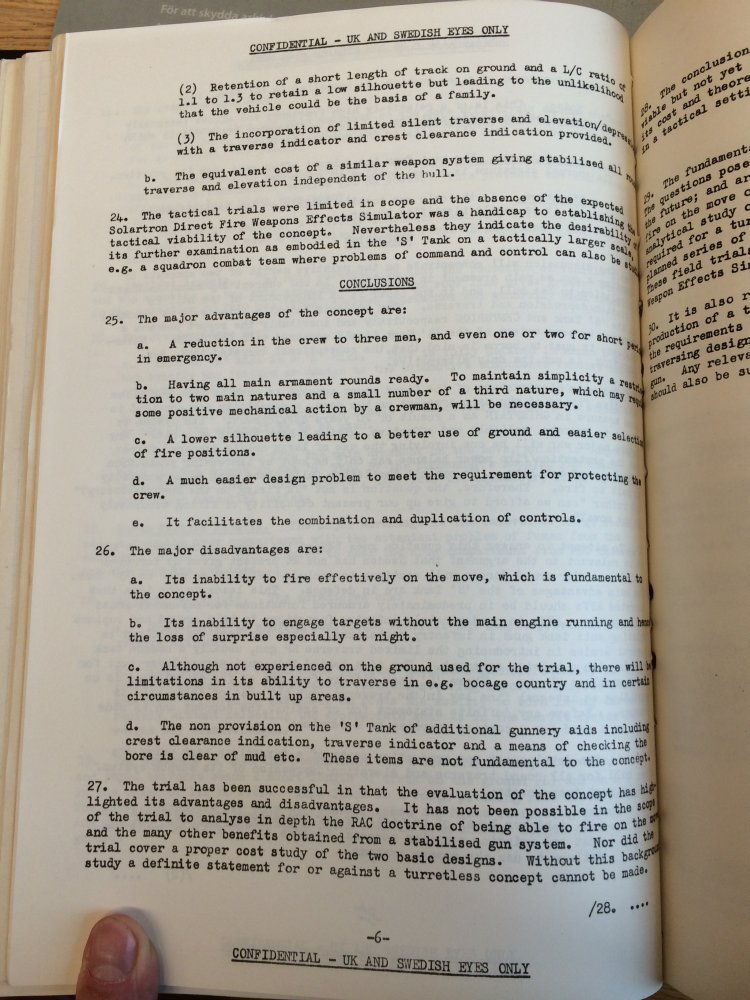 För att skydda
CONFIDENTIAL - UK AND SWEDISH EYES ONLY
(2) Retention of a short length of track on ground and a L/C ratio of
1.1 to 1.3 to retain a low silhouette but leading to the unlikelihood
that the vehicle could be the basis of a family.
(3) The incorporation of limited silent traverse and elevation/depres
with a traverse indicator and crest clearance indication provided.
b. The equivalent cost of a similar weapon system giving stabilised all
traverse and elevation independent of the hull.
24. The tactical trials were limited in scope and the absence of the expected
Solartron Direct Fire Weapons Effects Simulator was a handicap to establishing the
tactical viability of the concept. Nevertheless they indicate the desirability of
its further examination as embodied in the 'S' Tank on a tactically larger scale,
e.g. a squadron combat team where problems of command and control can also be
CONCLUSIONS
25. The major advantages of the concept are:
a. A reduction in the crew to three men, and even one or two for short
in emergency.
b. Having all main armament rounds ready. To maintain simplicity a restric
tion to two main natures and a small number of a third nature, which may requ
some positive mechanical action by a crewman, will be necessary.
c. A lower silhouette leading to a better use of ground and easier selection
of fire positions.
d. A much easier design problem to meet the requirement for protecting the
crew.
e. It facilitates the combination and duplication of controls.
26. The major disadvantages are:
a. Its inability to fire effectively on the move, which is fundamental to
the concept.
b. Its inability to engage targets without the main engine running and hence
the loss of surprise especially at night.
c. Although not experienced on the ground used for the trial, there will be
limitations in its ability to traverse in e.g. bocage country and in certain
circumstances in built up areas.
d. The non provision on the 'S' Tank of additional gunnery aids including
crest clearance indication, traverse indicator and a means of checking the
bore is clear of mud etc. These items are not fundamental to the concept.
27. The trial has been successful in that the evaluation of the concept has high
lighted its advantages and disadvantages. It has not been possible in the scope
of the trial to analyse in depth the RAC doctrine of being able to fire on the move
and the many other benefits obtained from a stabilised gun system. Nor did the
trial cover a proper cost study of the two basic designs. Without this background
study a definite statement for or against a turretless concept cannot be made.
/28. ....
-6-
CONFIDENTIAL - UK AND SWEDISH EYES ONLY
28. The conclusion
viable but not yet
its cost and theore
in a tactical setti
29. The fundament
The questions pose
the future; and ar
fire on the move c
analytical study o
required for a tur
planned series of
These field trials
Weapon Effects Sim
30. It is also r
production of a t
the requirements
traversing design
gun. Any releva
should also be su